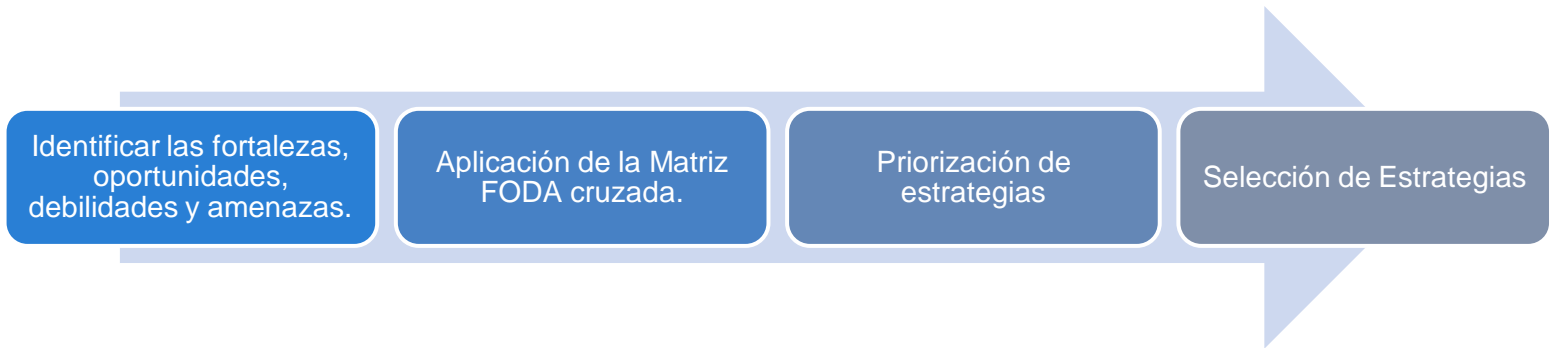 Identificar las fortalezas,
oportunidades,
debilidades y amenazas.
Aplicación de la Matriz
FODA cruzada.
Priorización de
estrategias
Selección de Estrategias